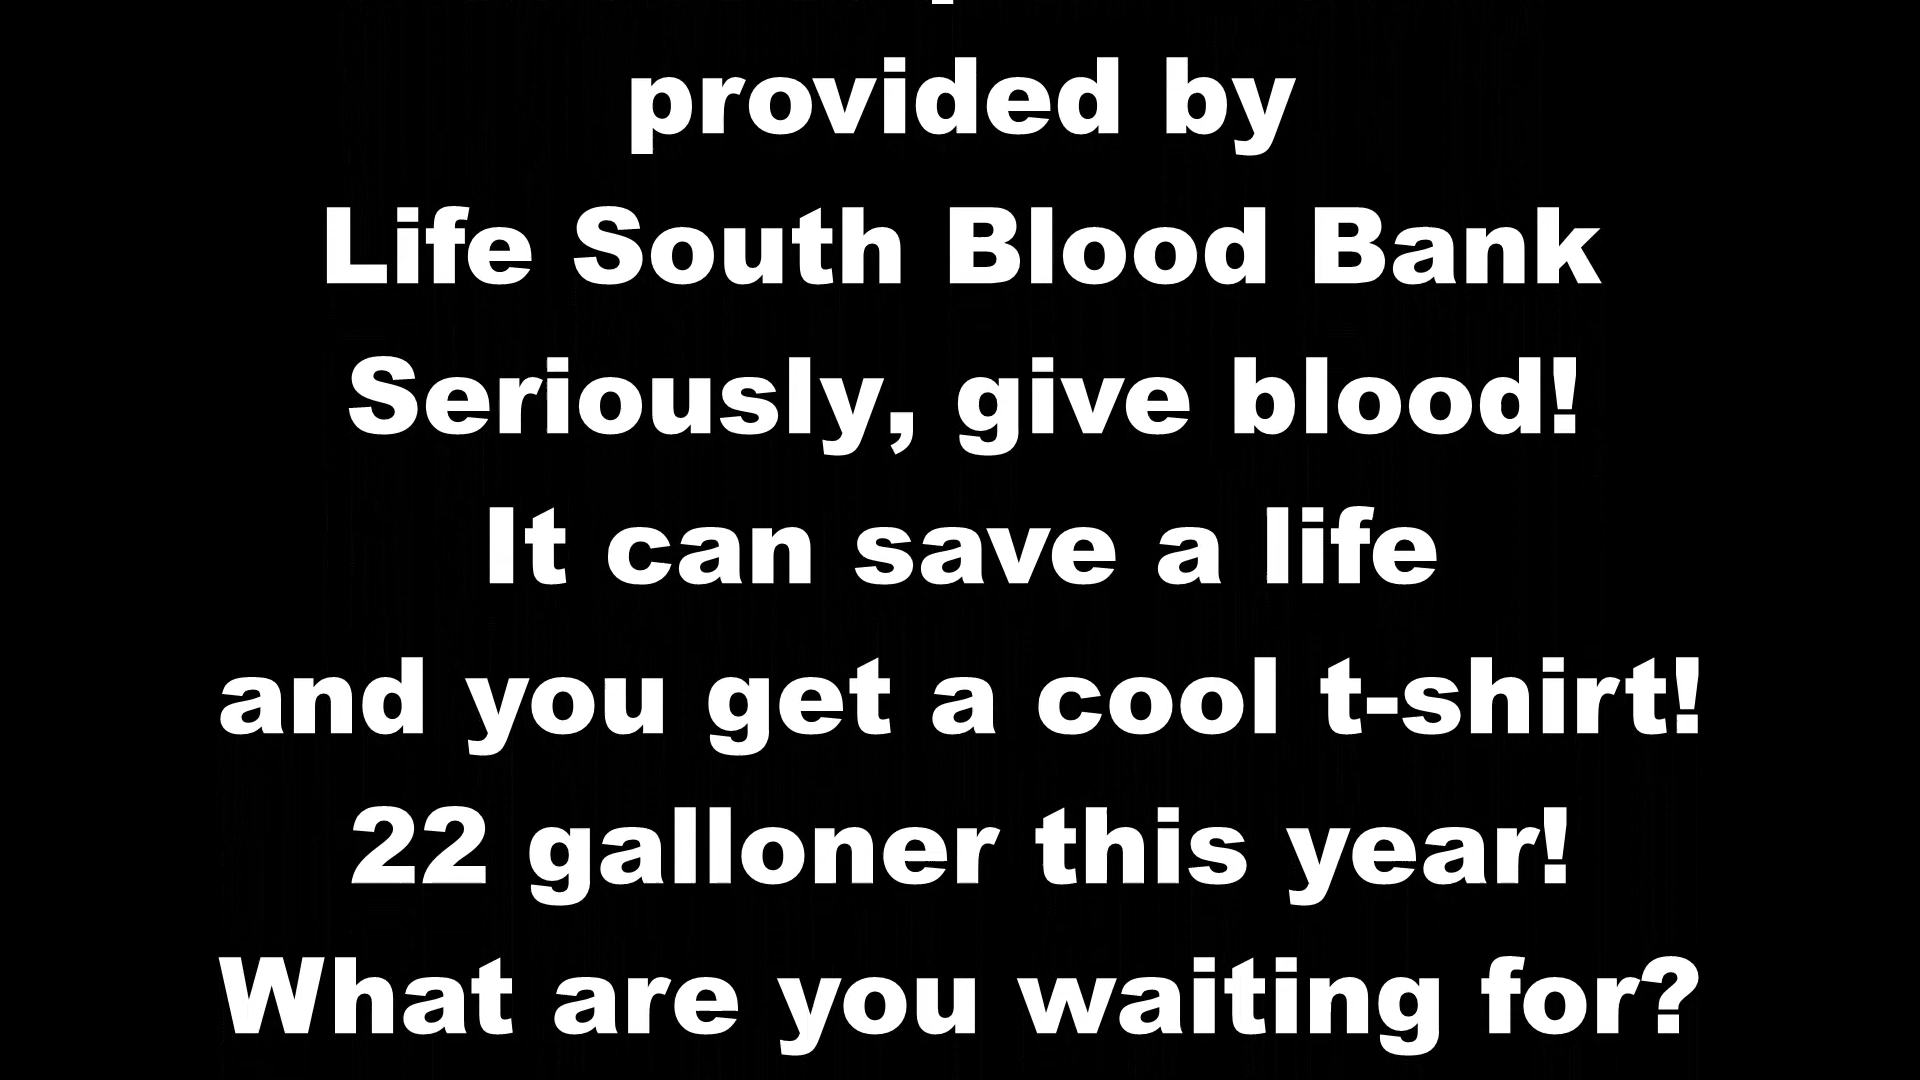 provided by
Life South Blood Bank
Seriously, give blood!
It can save a life
and you get a cool t-shirt!
22 galloner this year!
What are you waiting for?